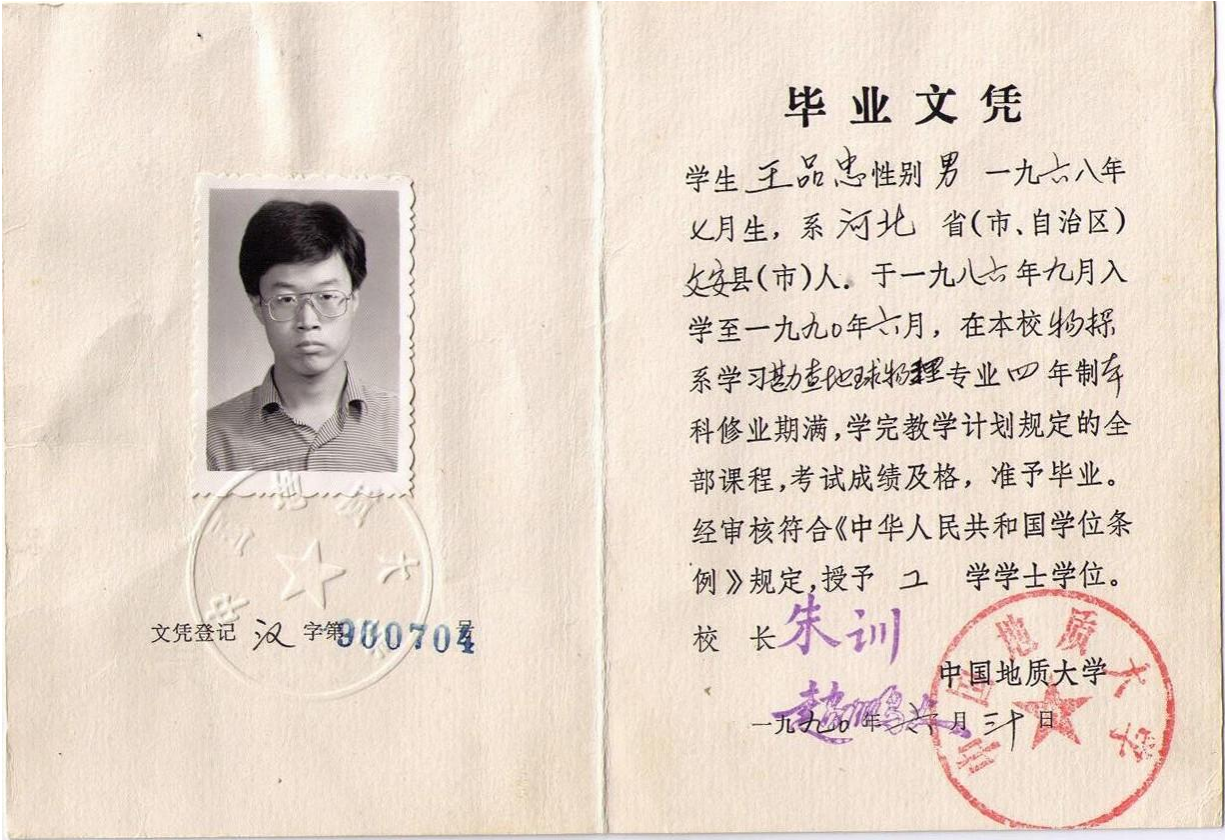 文凭登记 汉 字第900704号
毕业文凭
学生王品忠性别男 一九六八年
七月生，系河北 省(市、自治区)
文安县(市)人。于一九八六年九月入
学至一九九〇年六月，在本校物探
系学习勘查地球物理专业四年制本
科修业期满，学完教学计划规定的全
部课程，考试成绩及格，准予毕业。
经审核符合《中华人民共和国学位条
例》规定，授予 工 学学士学位。
校 长 朱训
赵鹏大
中国地质大学
一九九〇年六月三十日
中国地质大学